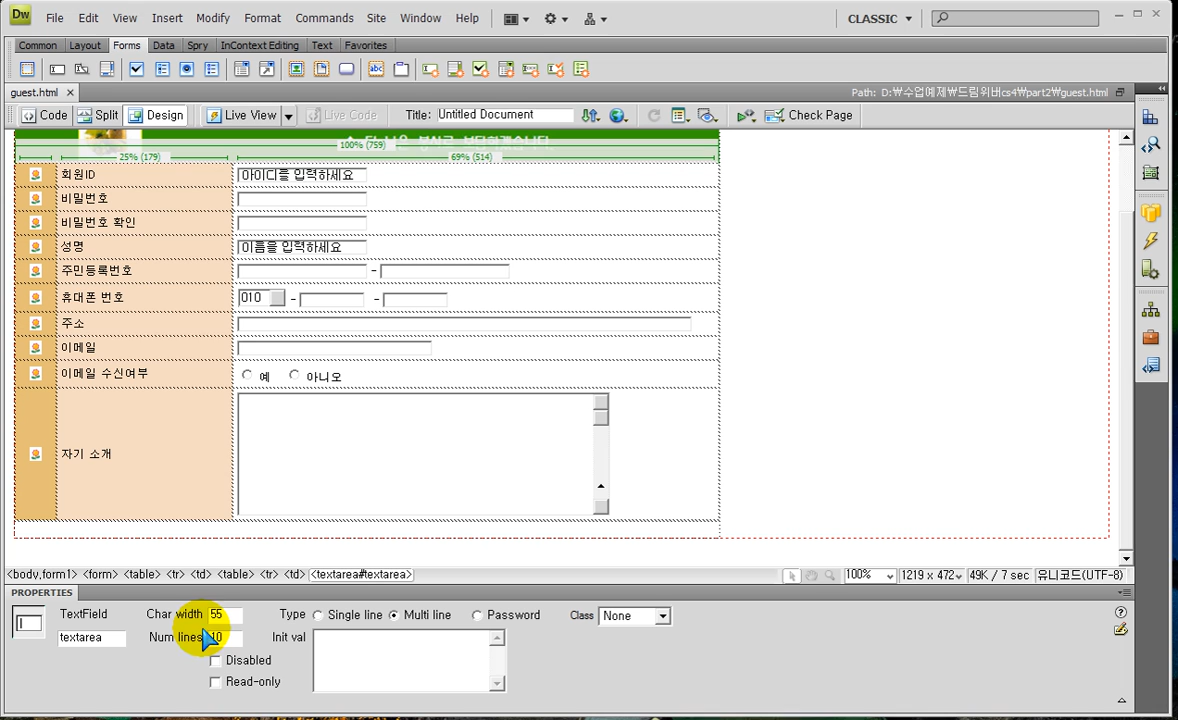 Dw File Edit View Insert Modify Format Commands Site Window Help CLASSIC
Common Layout Forms Data Spry InContext Editing Text Favorites
guest.html Path: D:₩수업예제₩드림위버cs4₩part2₩guest.html
Code Split Design Live View Live Code Title: Untitled Document Check Page
100% (759)
25% (179) 69% (514)
회원ID 아이디를 입력하세요
비밀번호
비밀번호 확인
성명 이름을 입력하세요
주민등록번호 -
휴대폰 번호 010 - -
주소
이메일
이메일 수신여부 예 아니오
자기 소개
<body.form1> <form> <table> <tr> <td> <table> <tr> <td> <textarea#textarea> 100% 1219 x 472 49K / 7 sec 유니코드(UTF-8)
PROPERTIES
TextField Char width 55 Type Single line Multi line Password Class None
textarea Num lines 10 Init val
Disabled
Read-only